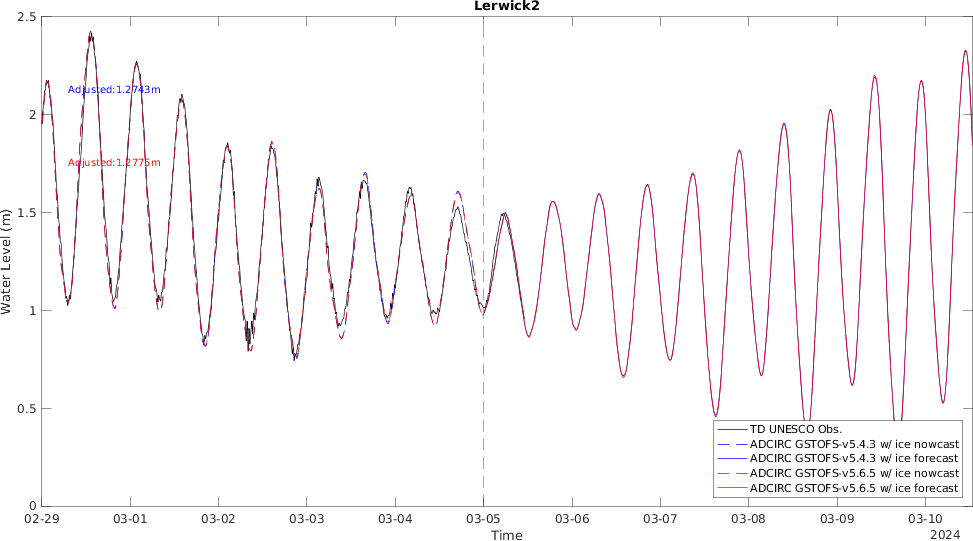 Lerwick2
2.5
2
1.5
1
0.5
0
Water Level (m)
Adjusted:1.2743m
Adjusted:1.2775m
TD UNESCO Obs.
ADCIRC GSTOFS-v5.4.3 w/ ice nowcast
ADCIRC GSTOFS-v5.4.3 w/ ice forecast
ADCIRC GSTOFS-v5.6.5 w/ ice nowcast
ADCIRC GSTOFS-v5.6.5 w/ ice forecast
02-29 03-01 03-02 03-03 03-04 03-05 03-06 03-07 03-08 03-09 03-10
Time
2024